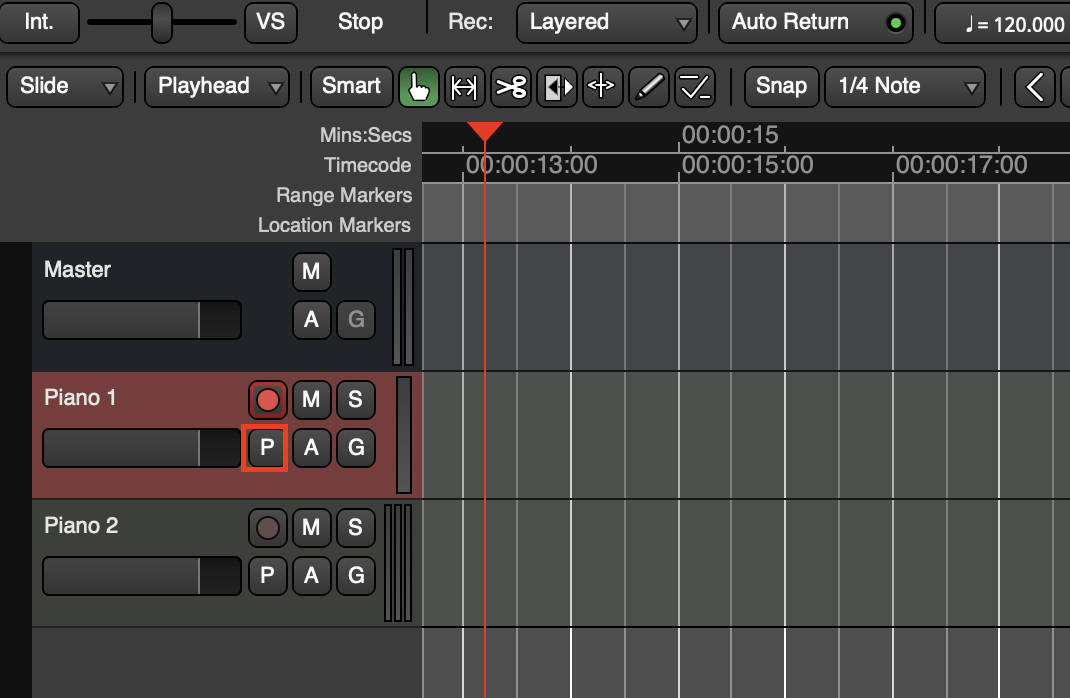 Int. VS Stop Rec: Layered Auto Return ♩= 120.000
Slide Playhead Smart Snap 1/4 Note
Mins:Secs 00:00:15
Timecode 00:00:13:00 00:00:15:00 00:00:17:00
Range Markers
Location Markers
Master M
A G
Piano 1 M S
P A G
Piano 2 M S
P A G